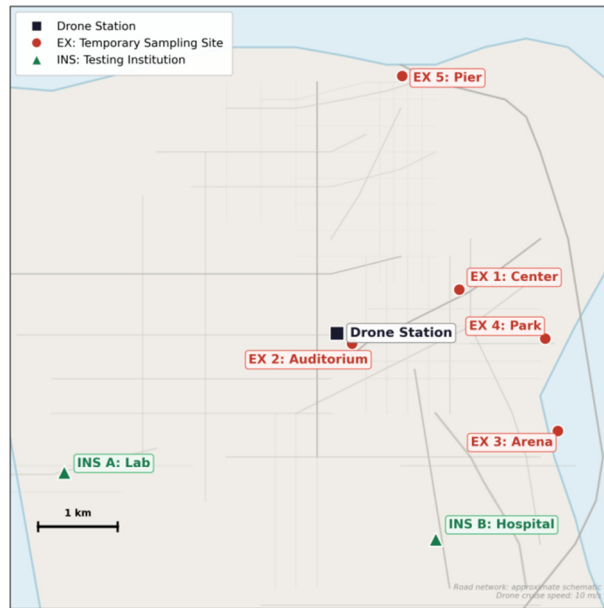 Drone Station
EX: Temporary Sampling Site
INS: Testing Institution
EX 5: Pier
EX 1: Center
EX 4: Park
Drone Station
EX 2: Auditorium
EX 3: Arena
INS A: Lab
1 km
INS B: Hospital
Road network: approximate schematic
Drone cruise speed: 10 m/s